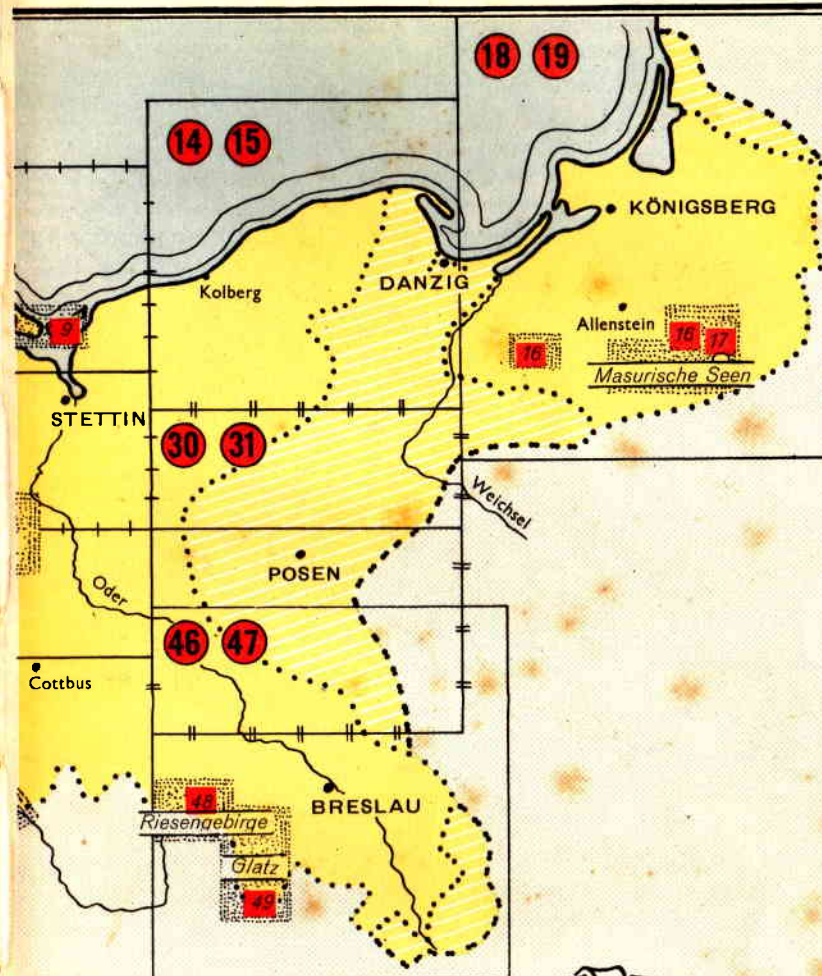 18 19
14 15
KÖNIGSBERG
DANZIG
Kolberg
9
Allenstein
16
16 17
Masurische Seen
STETTIN
30 31
Weichsel
POSEN
Oder
46 47
Cottbus
48
BRESLAU
Riesengebirge
Glatz
49